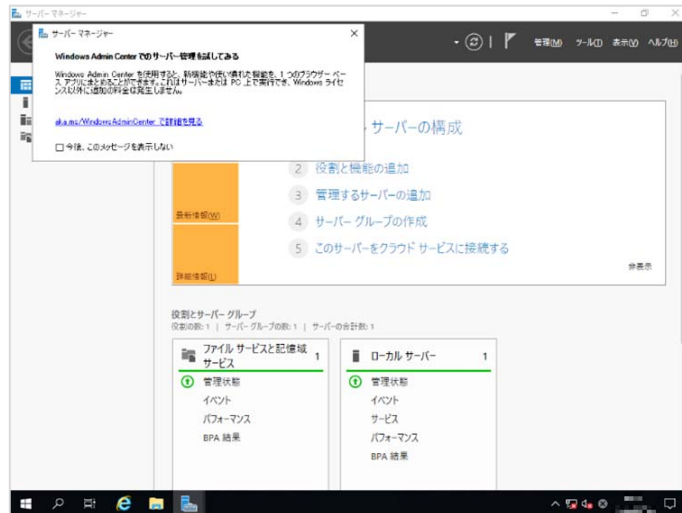 サーバー マネージャー
サーバー マネージャー
Windows Admin Center でのサーバー管理を試してみる
Windows Admin Center を使用すると、新機能や使い慣れた機能を、1 つのブラウザー ベー
ス アプリにまとめることができます。これはサーバーまたは PC 上で実行でき、Windows ライセ
ンス以外に追加の料金は発生しません。
aka.ms/WindowsAdminCenter で詳細を見る
今後、このメッセージを表示しない
管理(M) ツール(T) 表示(V) ヘルプ(H)
サーバーの構成
2 役割と機能の追加
3 管理するサーバーの追加
4 サーバー グループの作成
5 このサーバーをクラウド サービスに接続する
最新情報(W)
詳細情報(L)
非表示
役割とサーバー グループ
役割の数: 1 | サーバー グループの数: 1 | サーバーの合計数: 1
ファイル サービスと記憶域 1
サービス
管理状態
イベント
パフォーマンス
BPA 結果
ローカル サーバー 1
管理状態
イベント
サービス
パフォーマンス
BPA 結果